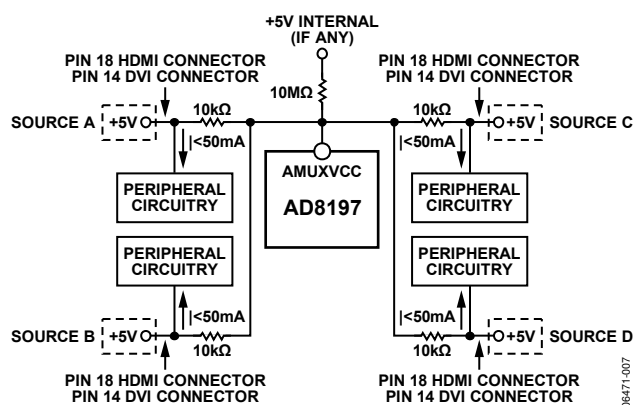 +5V INTERNAL
(IF ANY)
PIN 18 HDMI CONNECTOR
PIN 14 DVI CONNECTOR
PIN 18 HDMI CONNECTOR
PIN 14 DVI CONNECTOR
10MΩ
10kΩ
10kΩ
SOURCE A
+5V
+5V
SOURCE C
I<50mA
I<50mA
AMUXVCC
AD8197
PERIPHERAL
CIRCUITRY
PERIPHERAL
CIRCUITRY
PERIPHERAL
CIRCUITRY
PERIPHERAL
CIRCUITRY
I<50mA
I<50mA
SOURCE B
+5V
+5V
SOURCE D
10kΩ
10kΩ
PIN 18 HDMI CONNECTOR
PIN 14 DVI CONNECTOR
PIN 18 HDMI CONNECTOR
PIN 14 DVI CONNECTOR
06471-007